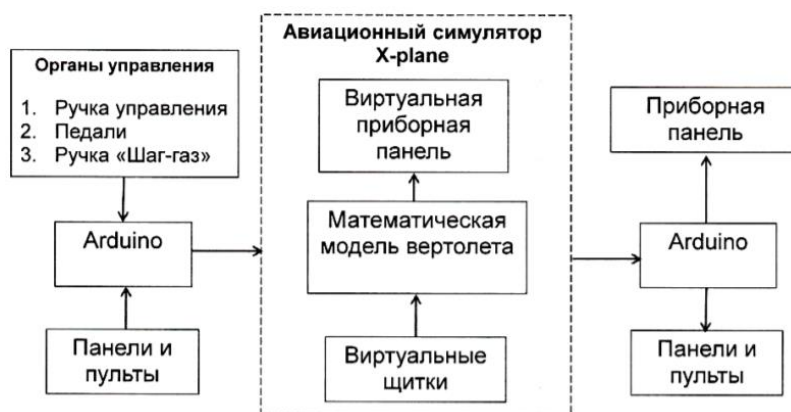 Органы управления
1. Ручка управления
2. Педали
3. Ручка «Шаг-газ»
Arduino
Панели и
пульты
Авиационный симулятор
X-plane
Виртуальная
приборная
панель
Математическая
модель вертолета
Виртуальные
щитки
Приборная
панель
Arduino
Панели и
пульты